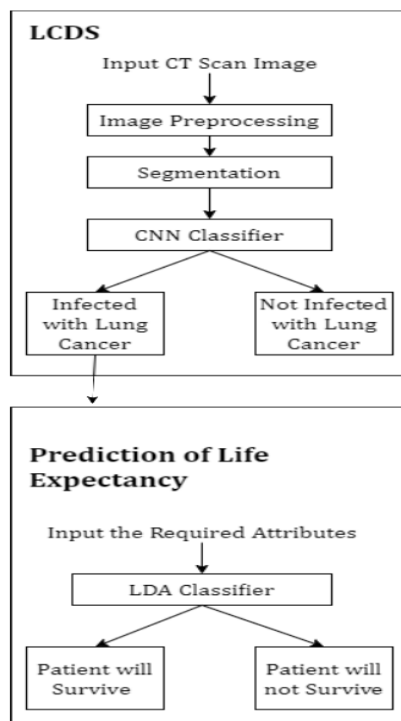 LCDS
Input CT Scan Image
Image Preprocessing
Segmentation
CNN Classifier
Infected
with Lung
Cancer
Not Infected
with Lung
Cancer
Prediction of Life
Expectancy
Input the Required Attributes
LDA Classifier
Patient will
Survive
Patient will
not Survive